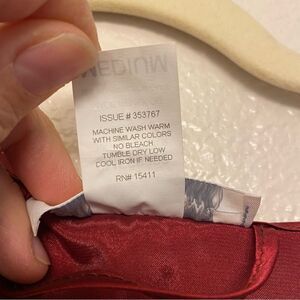 MEDIUM
ISSUE # 353767
MACHINE WASH WARM
WITH SIMILAR COLORS
NO BLEACH
TUMBLE DRY LOW
COOL IRON IF NEEDED
RN# 15411